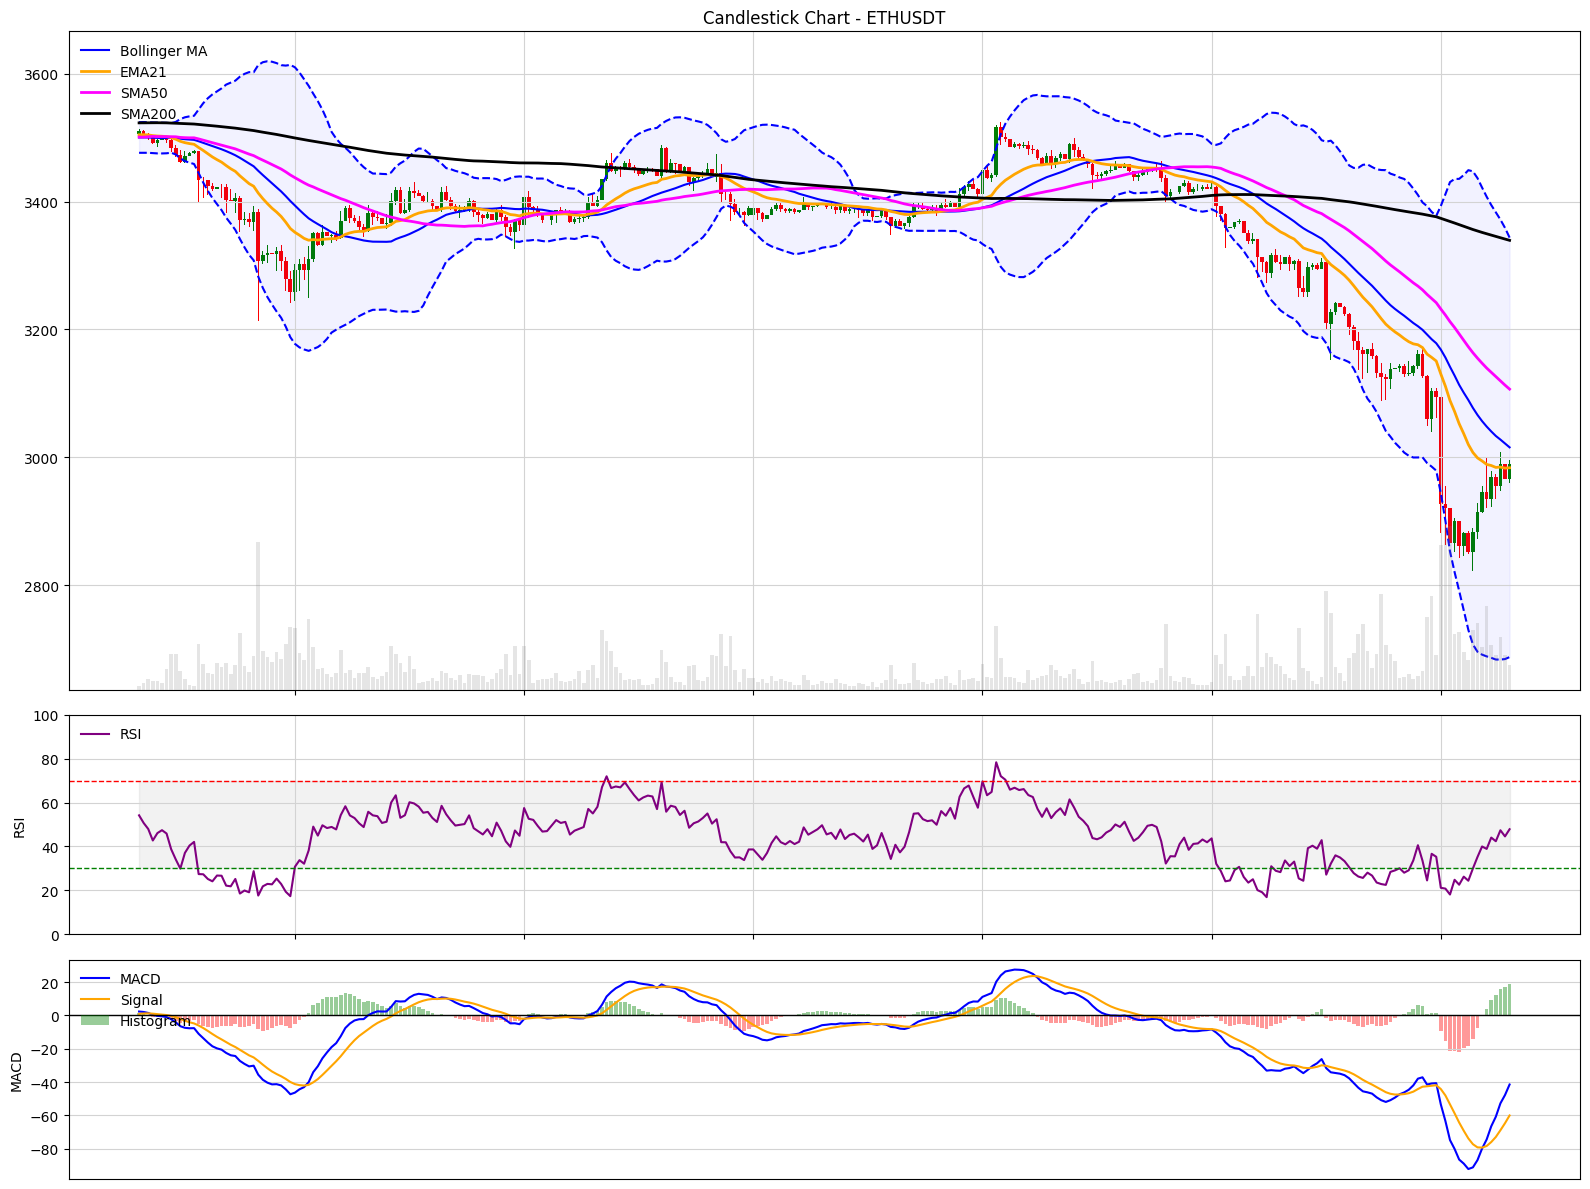 Candlestick Chart - ETHUSDT
Bollinger MA
EMA21
SMA50
SMA200
3600
3400
3200
3000
2800
RSI
RSI
100
80
60
40
20
0
MACD
Signal
Histogram
MACD
20
0
−20
−40
−60
−80